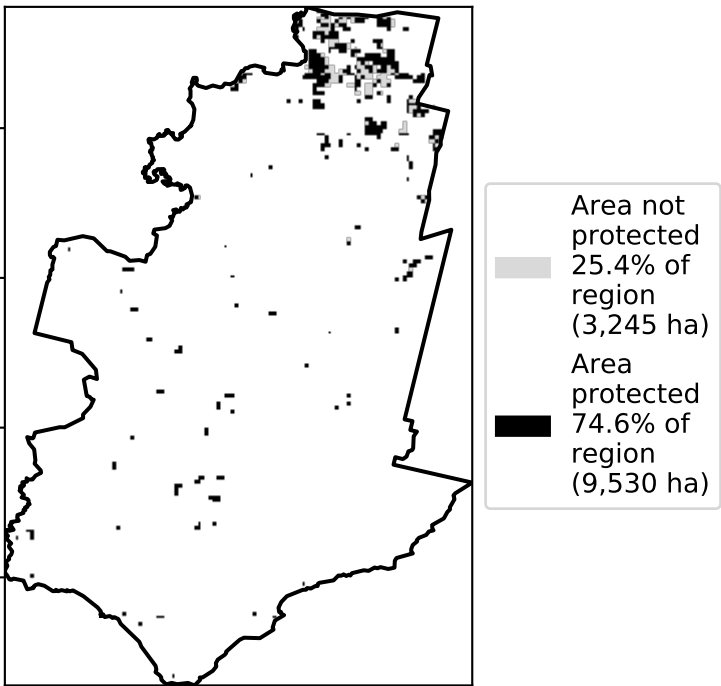 Area not
protected
25.4% of
region
(3,245 ha)
Area
protected
74.6% of
region
(9,530 ha)